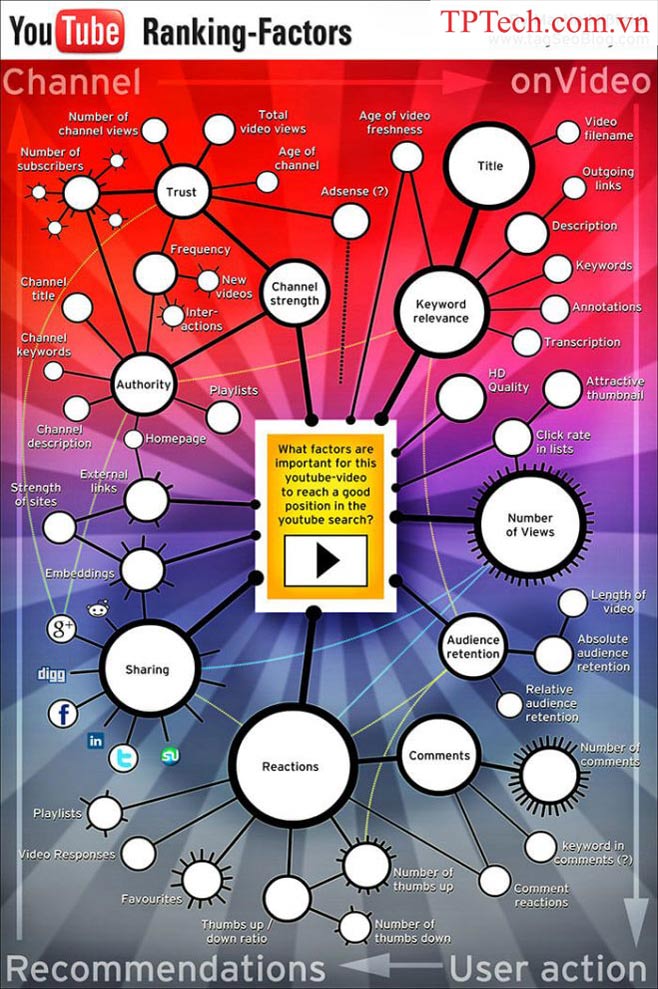 YouTube Ranking-Factors
TPTech.com.vn
www.tagSeoBlog.com
Channel
onVideo
Number of
channel views
Total
video views
Age of video
freshness
Video
filename
Number of
subscribers
Trust
Age of
channel
Title
Outgoing
links
Adsense (?)
Description
Frequency
Keywords
New
videos
Channel
title
Channel
strength
Keyword
relevance
Annotations
Inter-
actions
Transcription
Channel
keywords
Authority
Playlists
HD
Quality
Attractive
thumbnail
Channel
description
Homepage
Click rate
in lists
What factors are
important for this
youtube-video
to reach a good
position in the
youtube search?
External
links
Strength
of sites
Number
of Views
Embeddings
Length of
video
g+
Audience
retention
Absolute
audience
retention
Sharing
digg
Relative
audience
retention
f
in
t
Reactions
Comments
Number of
comments
Playlists
Video Responses
keyword in
comments (?)
Favourites
Number of
thumbs up
Comment
reactions
Thumbs up /
down ratio
Number of
thumbs down
Recommendations
User action